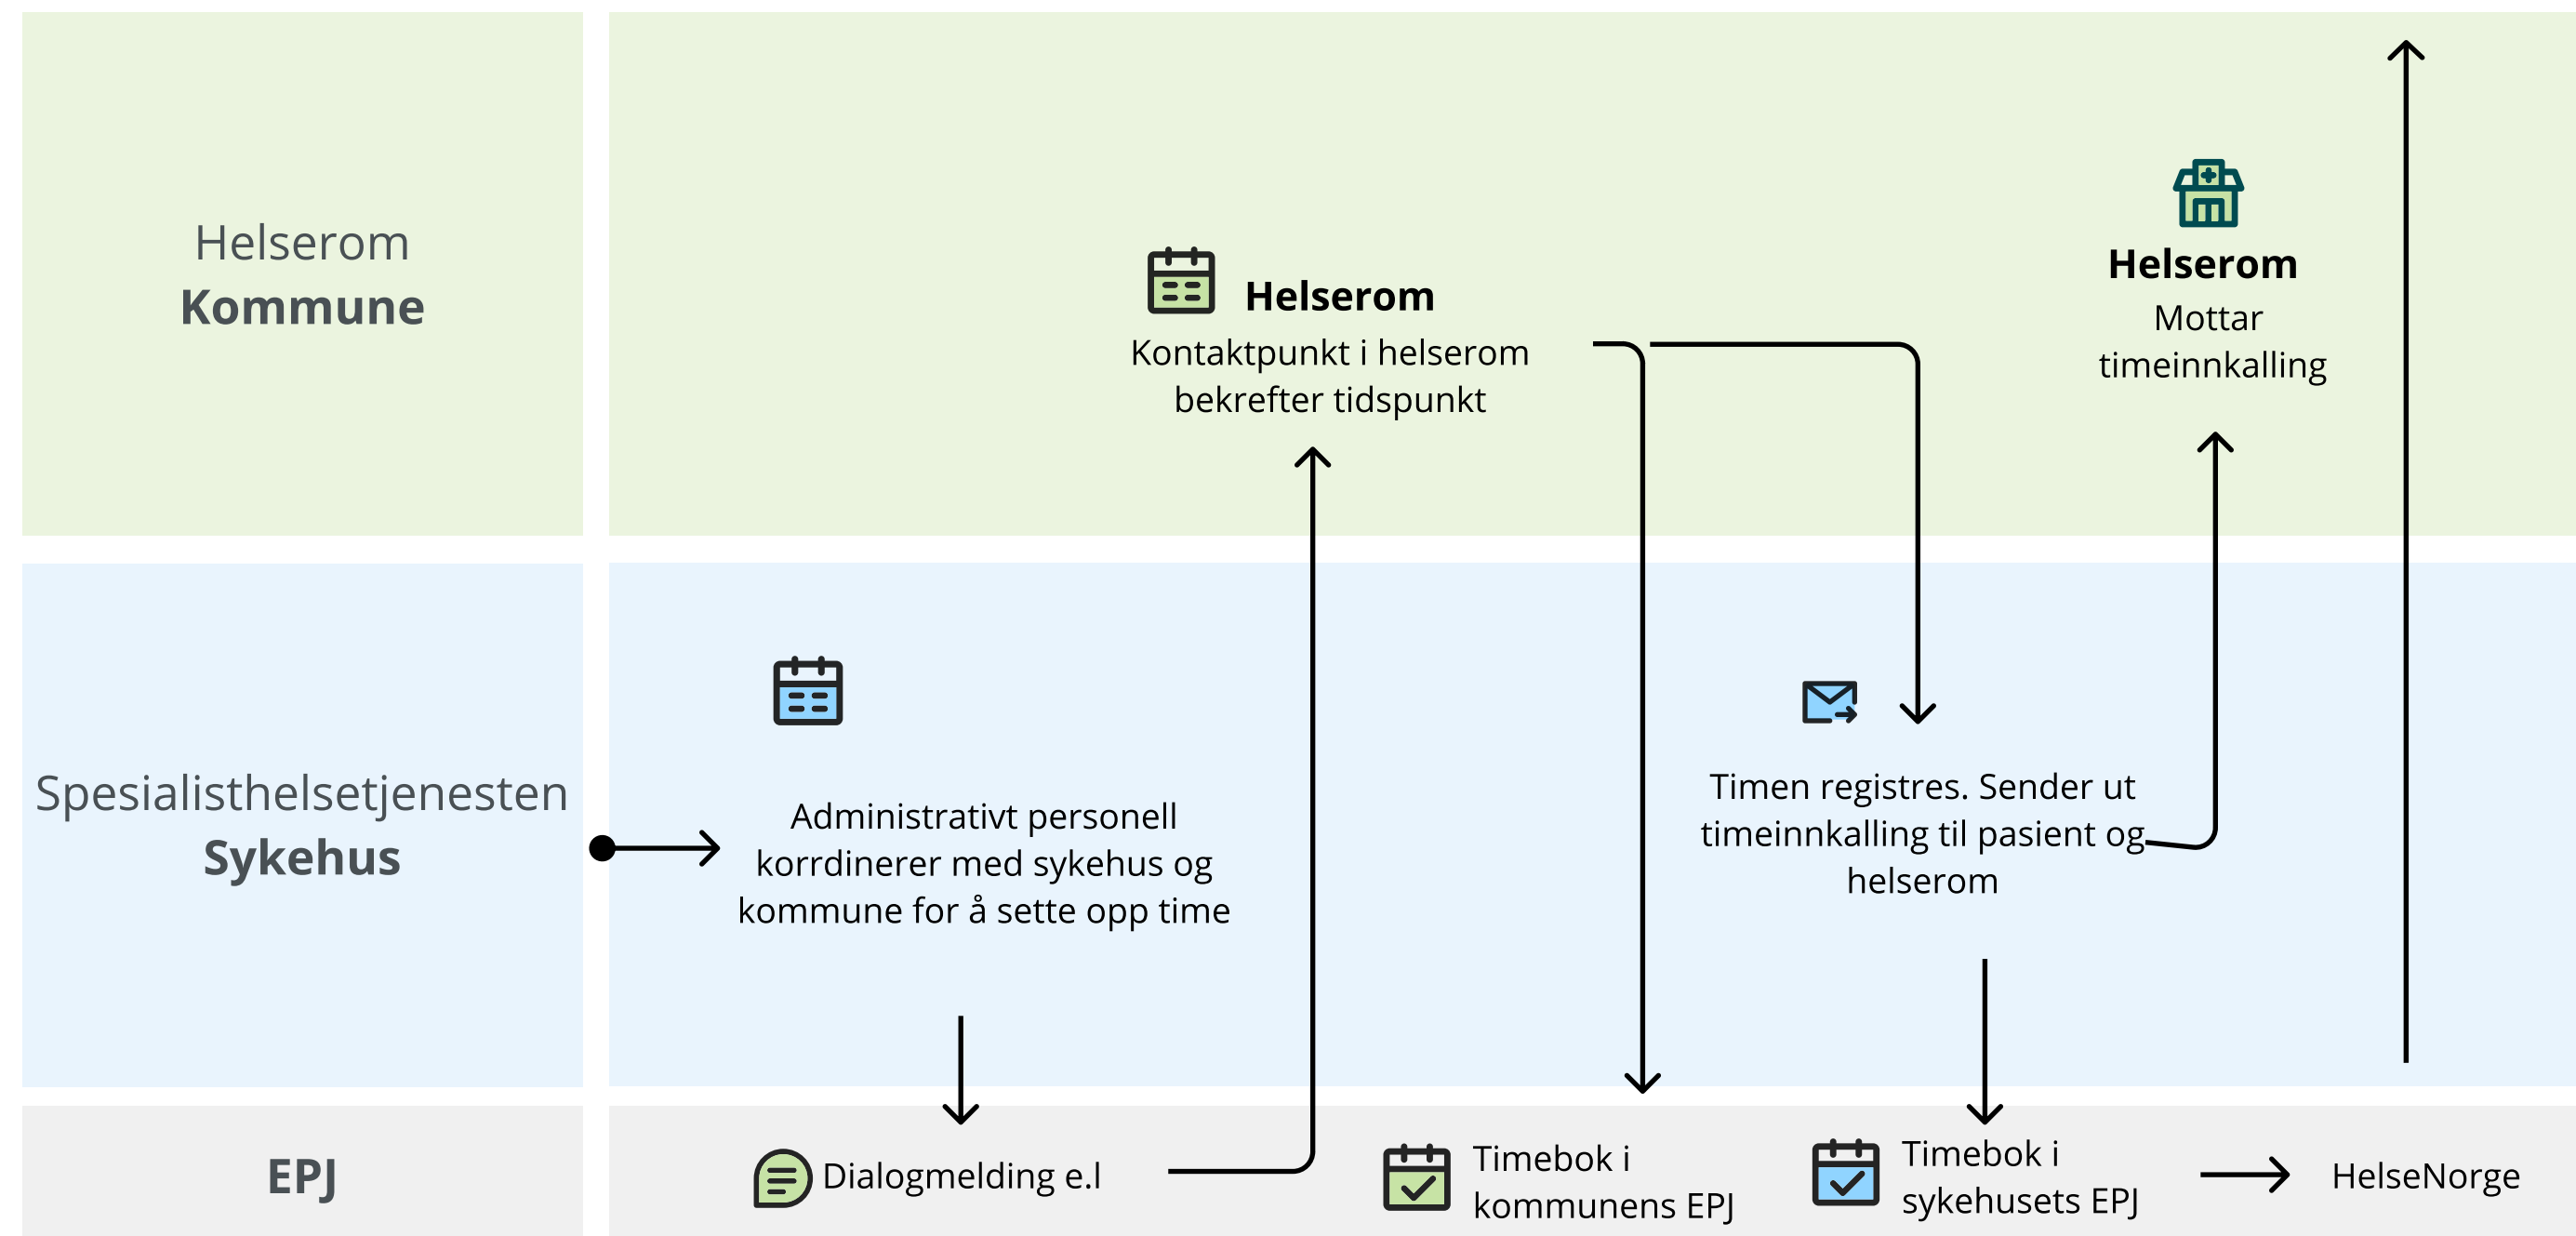 Helserom
Kommune
Helserom
Kontaktpunkt i helserom
bekrefter tidspunkt
Helserom
Mottar
timeinnkalling
Spesialisthelsetjenesten
Sykehus
Administrativt personell
korrdinerer med sykehus og
kommune for å sette opp time
Timen registres. Sender ut
timeinnkalling til pasient og
helserom
EPJ
Dialogmelding e.l
Timebok i
kommunens EPJ
Timebok i
sykehusets EPJ
HelseNorge